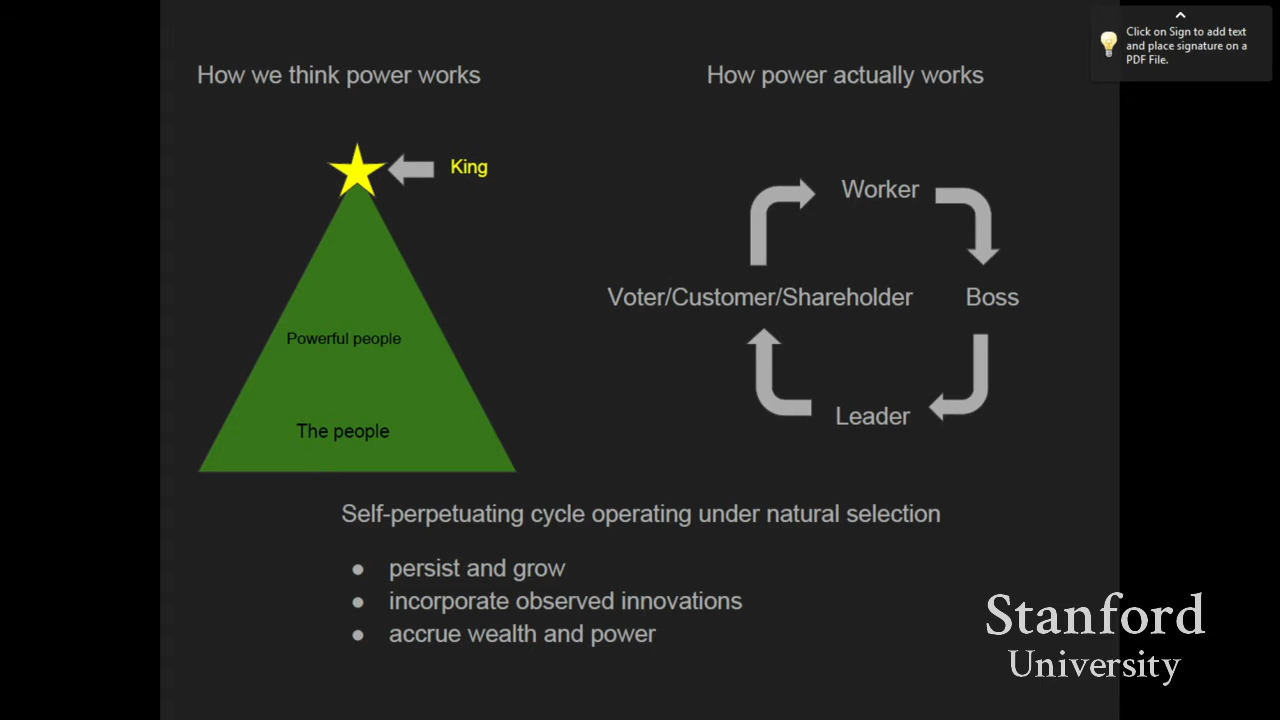 Click on Sign to add text
and place signature on a
PDF File.
How we think power works
How power actually works
King
Worker
Voter/Customer/Shareholder
Boss
Powerful people
Leader
The people
Self-perpetuating cycle operating under natural selection
● persist and grow
● incorporate observed innovations
● accrue wealth and power
Stanford
University